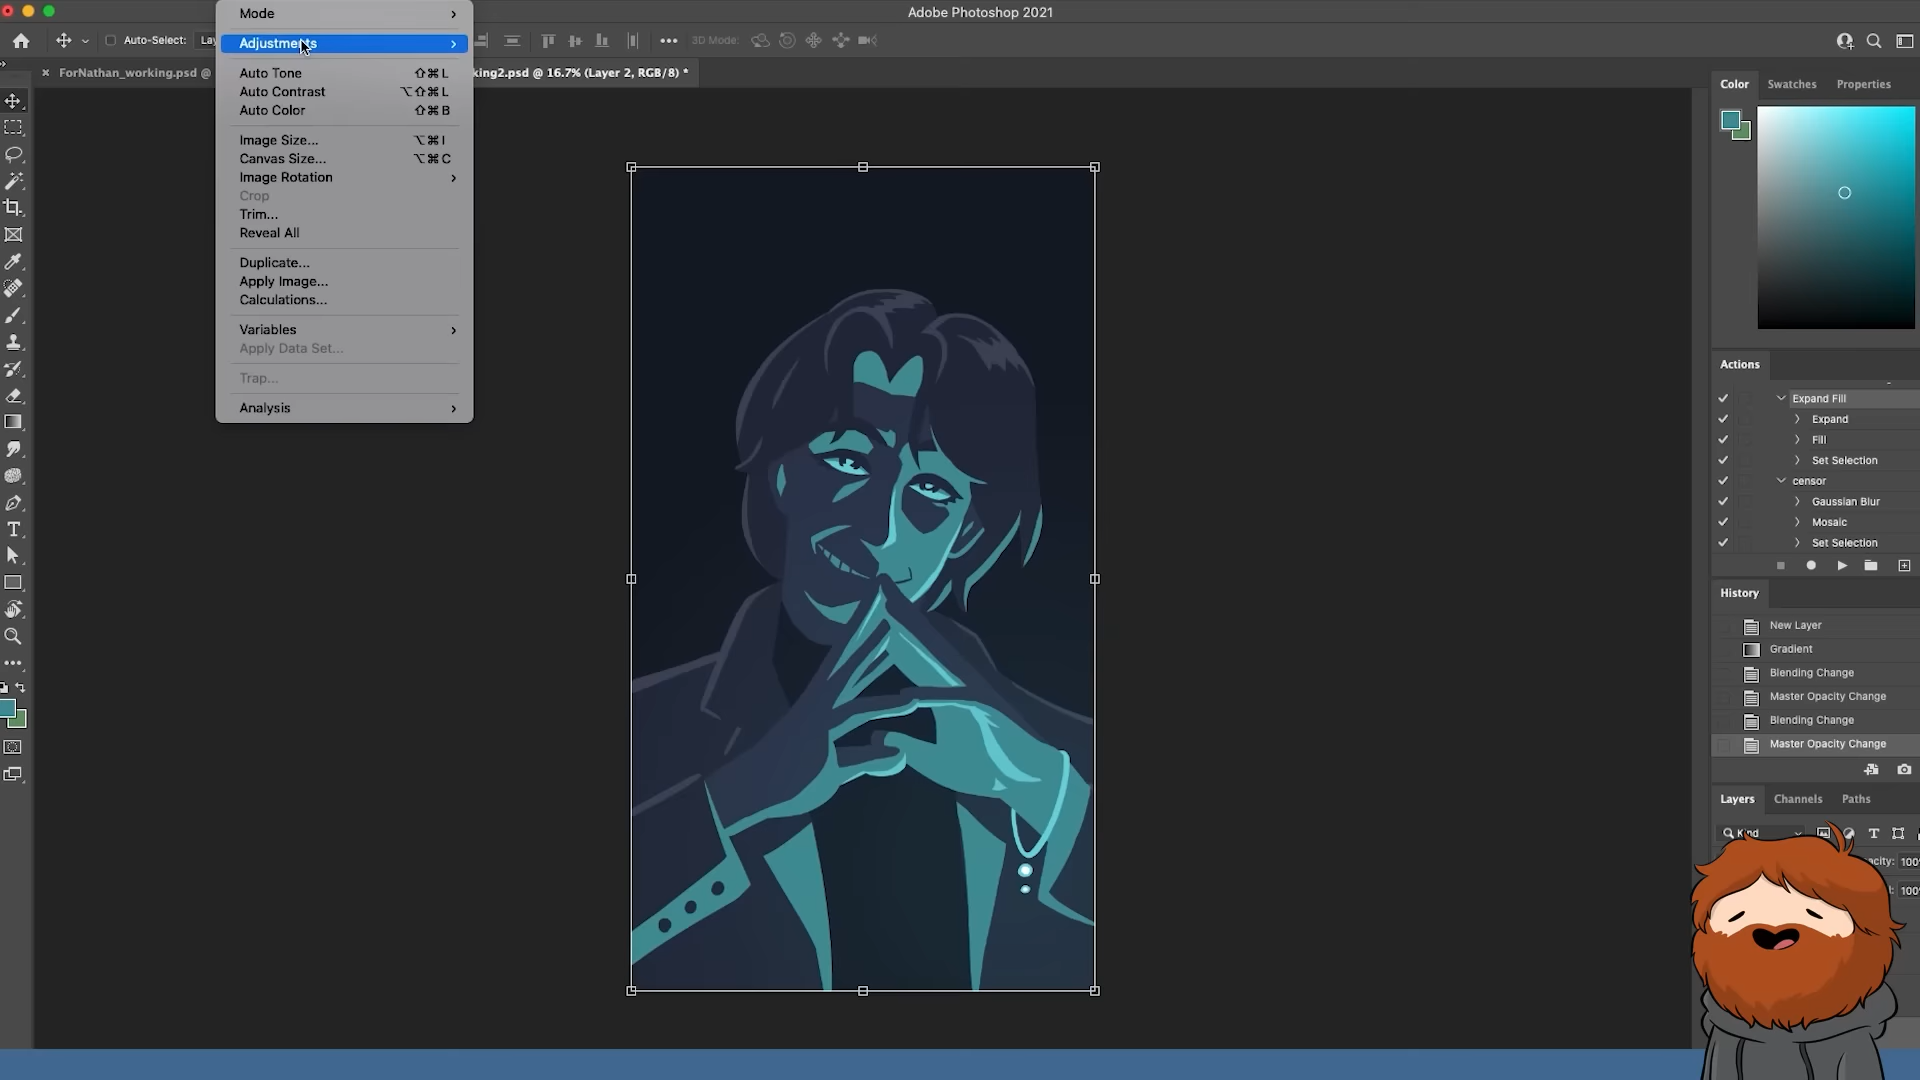 Adobe Photoshop 2021
Mode
Auto-Select:
3D Mode:
Adjustments
ForNathan_working.psd @
king2.psd @ 16.7% (Layer 2, RGB/8) *
Auto Tone ⇧⌘L
Auto Contrast ⌥⇧⌘L
Auto Color ⇧⌘B
Image Size... ⌥⌘I
Canvas Size... ⌥⌘C
Image Rotation
Crop
Trim...
Reveal All
Duplicate...
Apply Image...
Calculations...
Variables
Apply Data Set...
Trap...
Analysis
Color Swatches Properties
Actions
Expand Fill
Expand
Fill
Set Selection
censor
Gaussian Blur
Mosaic
Set Selection
History
New Layer
Gradient
Blending Change
Master Opacity Change
Blending Change
Master Opacity Change
Layers Channels Paths
Kind
acity: 100
100